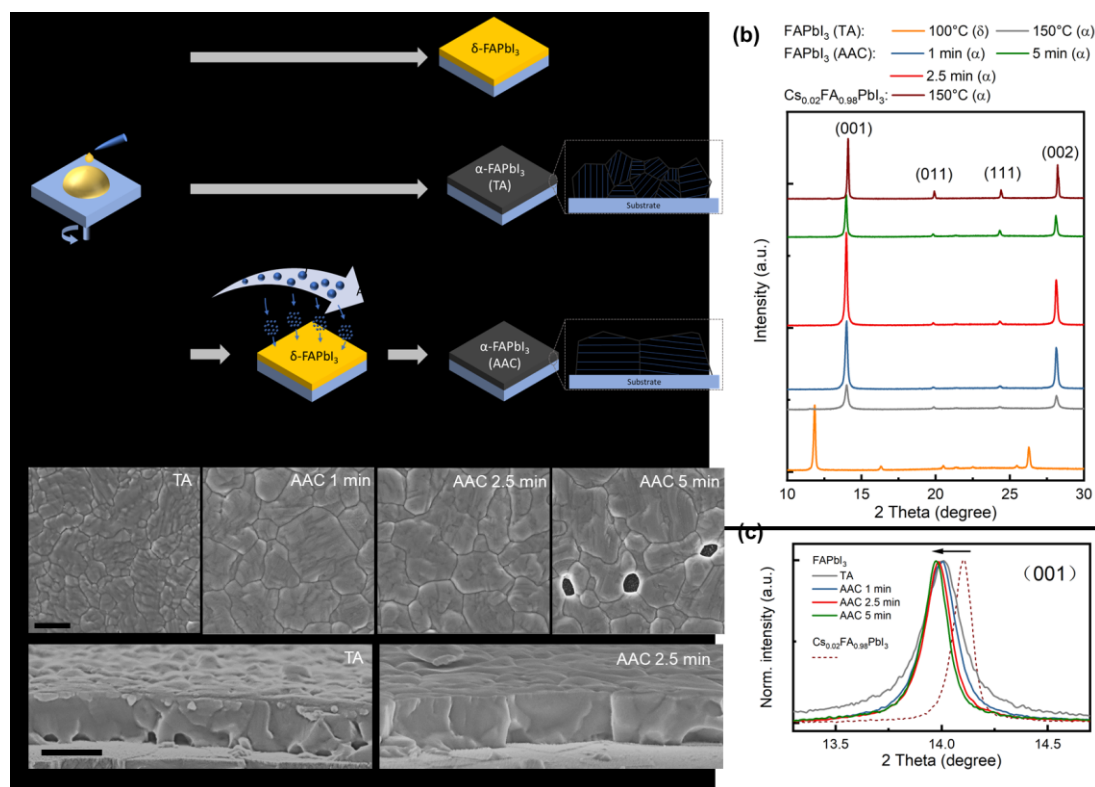 δ-FAPbI₃
α-FAPbI₃
(TA)
Substrate
δ-FAPbI₃
α-FAPbI₃
(AAC)
Substrate
TA
AAC 1 min
AAC 2.5 min
AAC 5 min
TA
AAC 2.5 min
(b)
FAPbI₃ (TA): 100°C (δ) 150°C (α)
FAPbI₃ (AAC): 1 min (α) 5 min (α)
2.5 min (α)
Cs₀.₀₂FA₀.₉₈PbI₃: 150°C (α)
(001)
(011)
(111)
(002)
Intensity (a.u.)
10 15 20 25 30
2 Theta (degree)
(c)
FAPbI₃
TA
AAC 1 min
AAC 2.5 min
AAC 5 min
Cs₀.₀₂FA₀.₉₈PbI₃
(001)
Norm. intensity (a.u.)
13.5 14.0 14.5
2 Theta (degree)